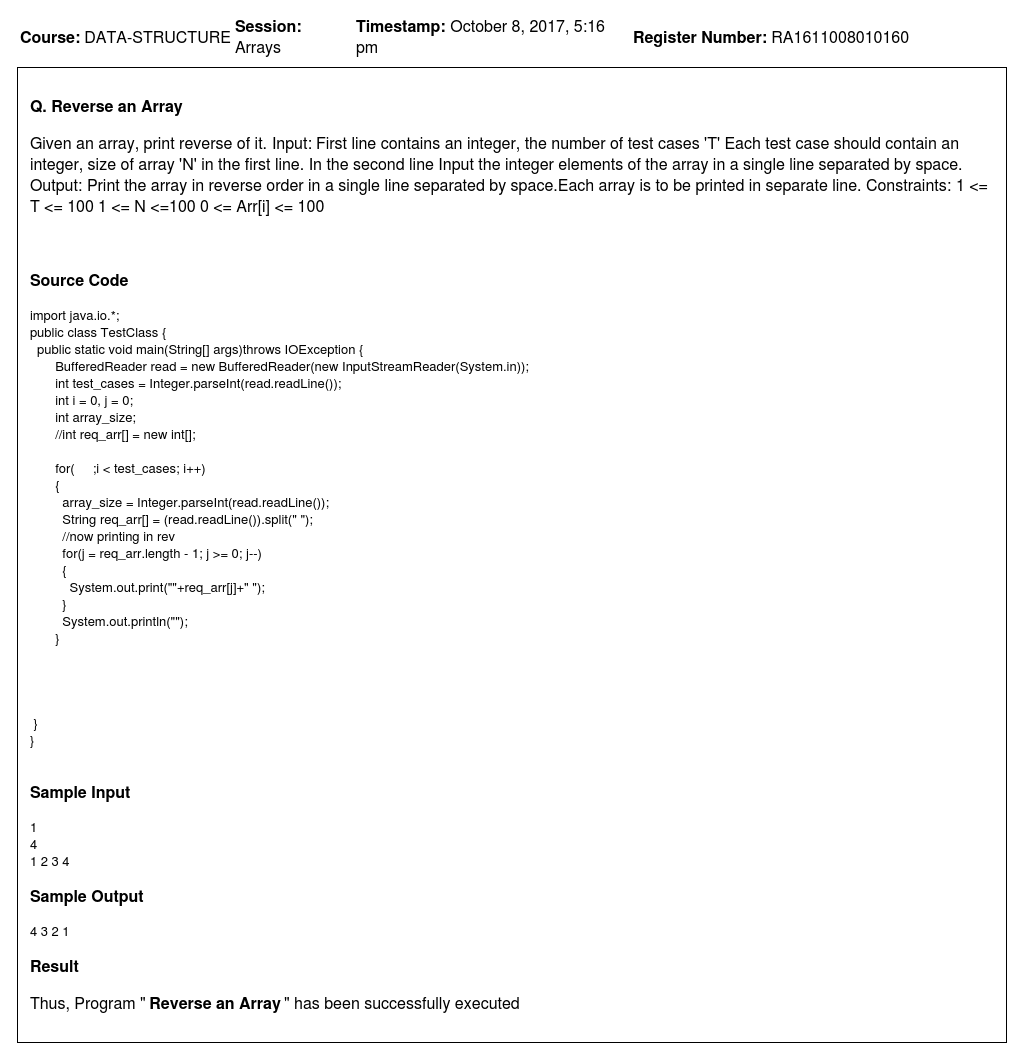 Course: DATA-STRUCTURE Session: Arrays Timestamp: October 8, 2017, 5:16 pm Register Number: RA1611008010160
Q. Reverse an Array
Given an array, print reverse of it. Input: First line contains an integer, the number of test cases 'T' Each test case should contain an
integer, size of array 'N' in the first line. In the second line Input the integer elements of the array in a single line separated by space.
Output: Print the array in reverse order in a single line separated by space.Each array is to be printed in separate line. Constraints: 1 <=
T <= 100 1 <= N <=100 0 <= Arr[i] <= 100
Source Code
import java.io.*;
public class TestClass {
  public static void main(String[] args)throws IOException {
       BufferedReader read = new BufferedReader(new InputStreamReader(System.in));
       int test_cases = Integer.parseInt(read.readLine());
       int i = 0, j = 0;
       int array_size;
       //int req_arr[] = new int[];
       for(     ;i < test_cases; i++)
       {
         array_size = Integer.parseInt(read.readLine());
         String req_arr[] = (read.readLine()).split(" ");
         //now printing in rev
         for(j = req_arr.length - 1; j >= 0; j--)
         {
           System.out.print(""+req_arr[j]+" ");
         }
         System.out.println("");
       }
 }
}
Sample Input
1
4
1 2 3 4
Sample Output
4 3 2 1
Result
Thus, Program " Reverse an Array " has been successfully executed